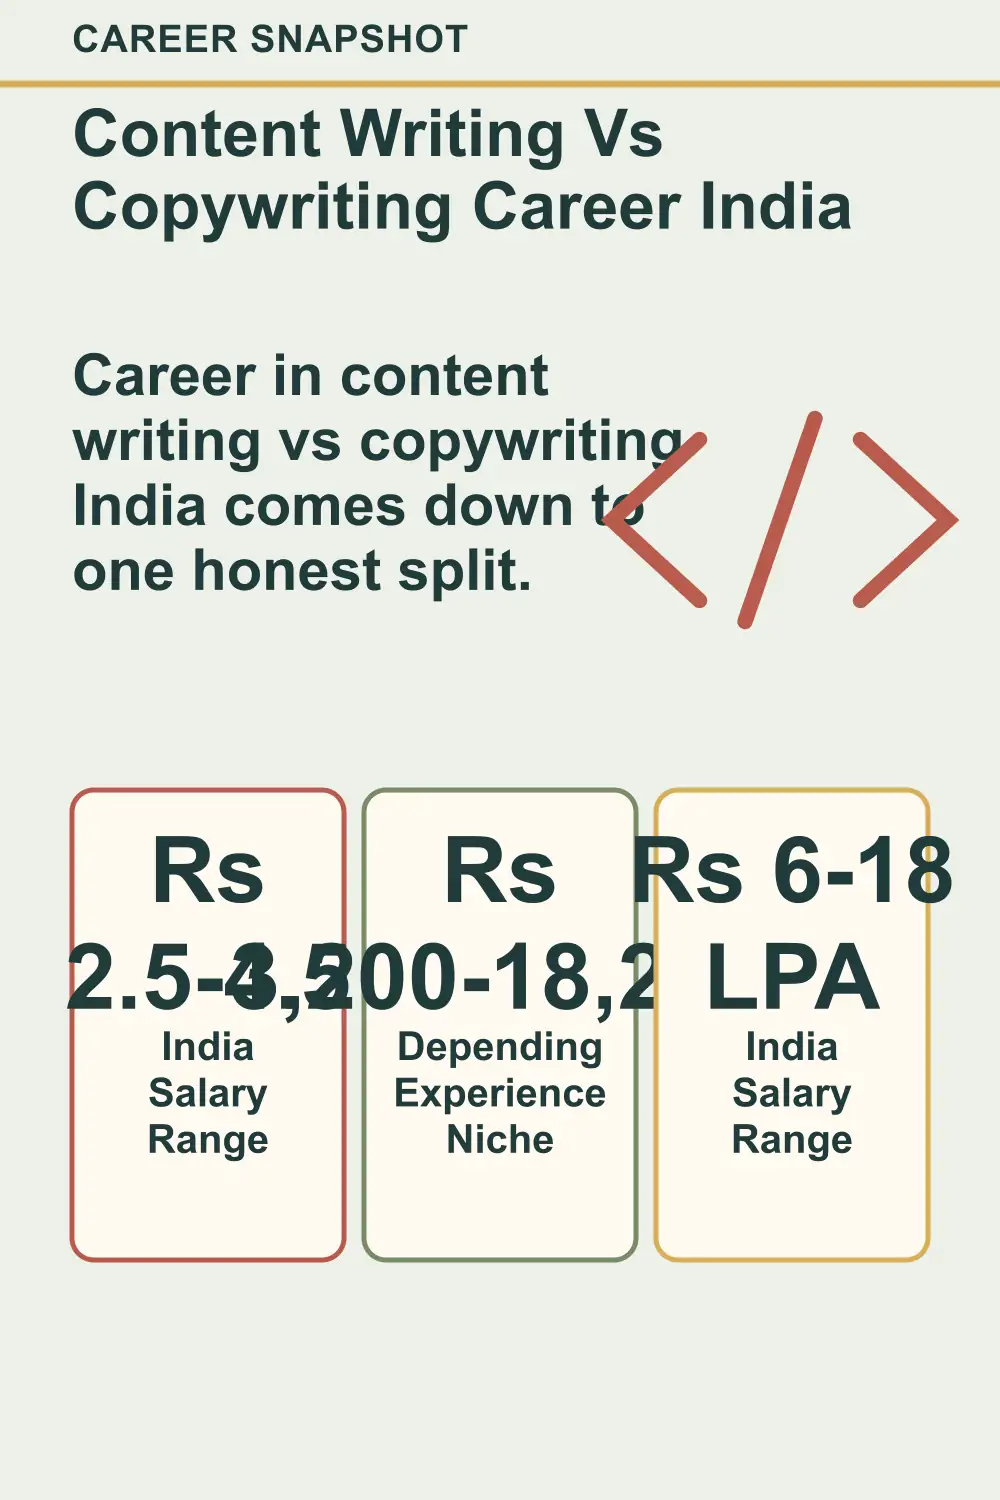 CAREER SNAPSHOT
Content Writing Vs
Copywriting Career India
Career in content
writing vs copywriting
India comes down to
one honest split.
Rs
India
Salary
Range
Rs
Depending
Experience
Niche
Rs 6-18
LPA
India
Salary
Range